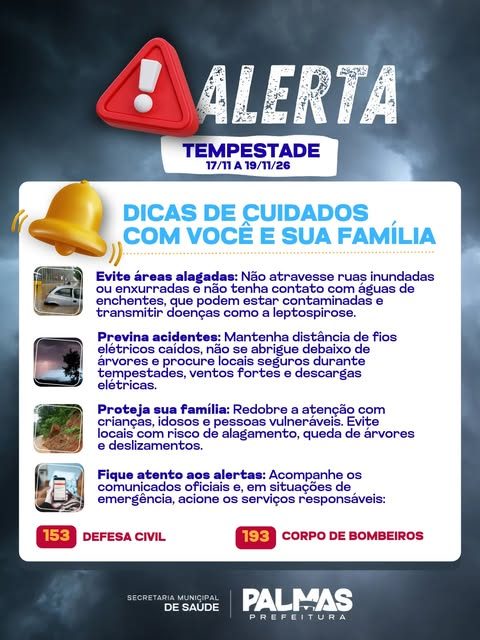 ALERTA
TEMPESTADE
17/11 A 19/11/26
DICAS DE CUIDADOS
COM VOCÊ E SUA FAMÍLIA
Evite áreas alagadas: Não atravesse ruas inundadas
ou enxurradas e não tenha contato com águas de
enchentes, que podem estar contaminadas e
transmitir doenças como a leptospirose.
Previna acidentes: Mantenha distância de fios
elétricos caídos, não se abrigue debaixo de
árvores e procure locais seguros durante
tempestades, ventos fortes e descargas
elétricas.
Proteja sua família: Redobre a atenção com
crianças, idosos e pessoas vulneráveis. Evite
locais com risco de alagamento, queda de árvores
e deslizamentos.
Fique atento aos alertas: Acompanhe os
comunicados oficiais e, em situações de
emergência, acione os serviços responsáveis:
153 DEFESA CIVIL
193 CORPO DE BOMBEIROS
SECRETARIA MUNICIPAL
DE SAÚDE
PALMAS
PREFEITURA